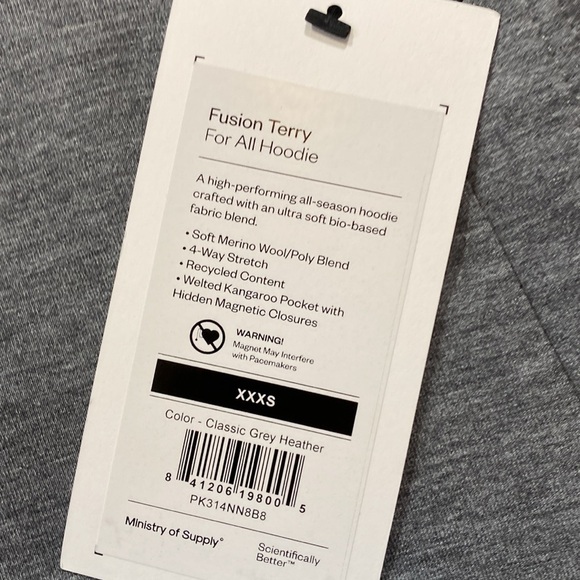 Fusion Terry
For All Hoodie
A high-performing all-season hoodie
crafted with an ultra soft bio-based
fabric blend.
• Soft Merino Wool/Poly Blend
• 4-Way Stretch
• Recycled Content
• Welted Kangaroo Pocket with
Hidden Magnetic Closures
WARNING!
Magnet May Interfere
with Pacemakers
XXXS
Color - Classic Grey Heather
8 41206 19800 5
PK314NN8B8
Ministry of Supply°
Scientifically
Better™